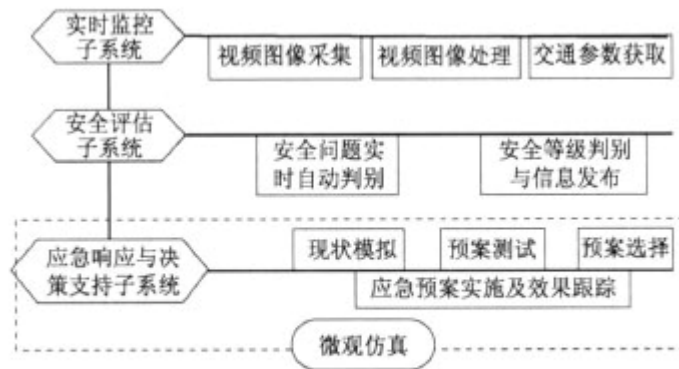 实时监控
子系统
视频图像采集
视频图像处理
交通参数获取
安全评估
子系统
安全问题实
时自动判别
安全等级判别
与信息发布
应急响应与决
策支持子系统
现状模拟
预案测试
预案选择
应急预案实施及效果跟踪
微观仿真